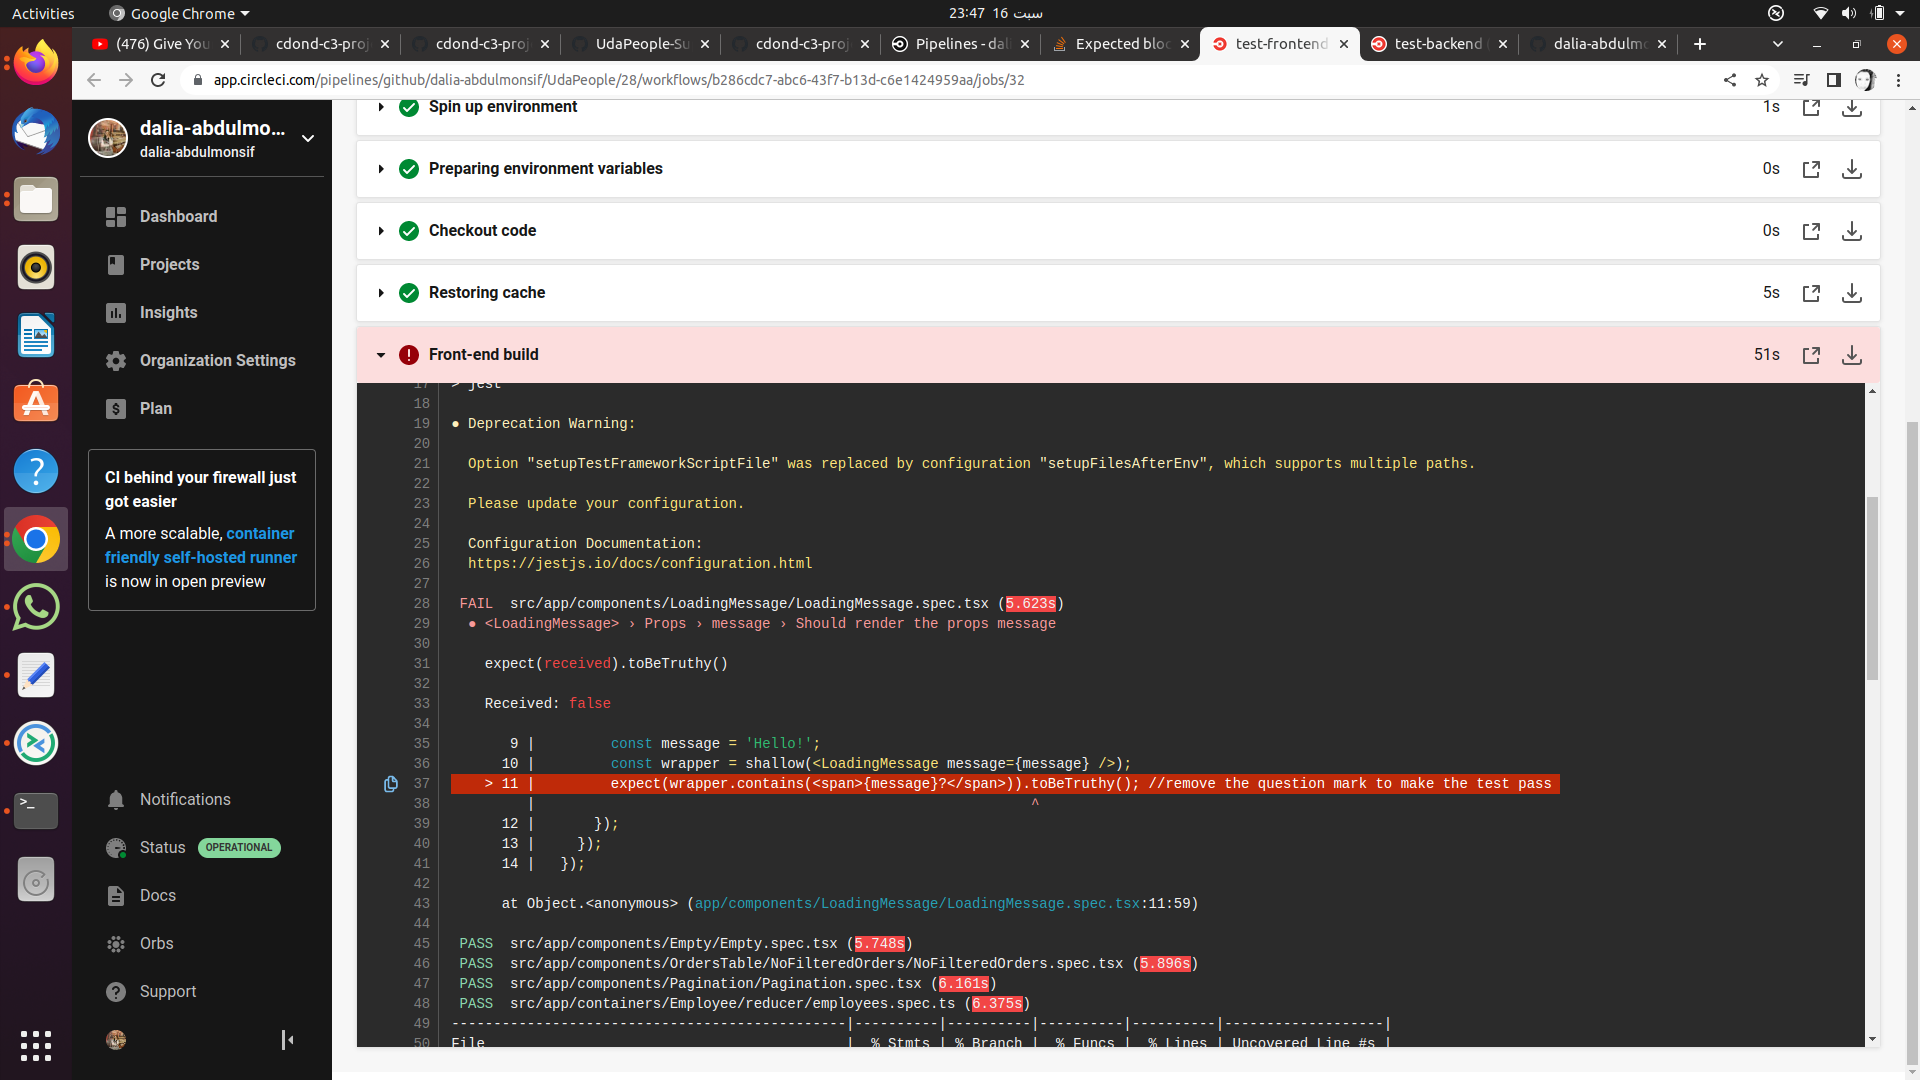 Activities
Google Chrome
23:47 16 سبت
(476) Give You
cdond-c3-proj
cdond-c3-proj
UdaPeople-Su
cdond-c3-proj
Pipelines - dali
Expected bloc
test-frontend
test-backend (
dalia-abdulmo
app.circleci.com/pipelines/github/dalia-abdulmonsif/UdaPeople/28/workflows/b286cdc7-abc6-43f7-b13d-c6e1424959aa/jobs/32
dalia-abdulmo...
dalia-abdulmonsif
Dashboard
Projects
Insights
Organization Settings
Plan
CI behind your firewall just
got easier
A more scalable, container
friendly self-hosted runner
is now in open preview
Notifications
Status OPERATIONAL
Docs
Orbs
Support
Spin up environment 1s
Preparing environment variables 0s
Checkout code 0s
Restoring cache 5s
Front-end build 51s
17 > jest
18
19 ● Deprecation Warning:
20
21 Option "setupTestFrameworkScriptFile" was replaced by configuration "setupFilesAfterEnv", which supports multiple paths.
22
23 Please update your configuration.
24
25 Configuration Documentation:
26 https://jestjs.io/docs/configuration.html
27
28 FAIL src/app/components/LoadingMessage/LoadingMessage.spec.tsx (5.623s)
29 ● <LoadingMessage> › Props › message › Should render the props message
30
31 expect(received).toBeTruthy()
32
33 Received: false
34
35 9 | const message = 'Hello!';
36 10 | const wrapper = shallow(<LoadingMessage message={message} />);
37 > 11 | expect(wrapper.contains(<span>{message}?</span>)).toBeTruthy(); //remove the question mark to make the test pass
38 | ^
39 12 | });
40 13 | });
41 14 | });
42
43 at Object.<anonymous> (app/components/LoadingMessage/LoadingMessage.spec.tsx:11:59)
44
45 PASS src/app/components/Empty/Empty.spec.tsx (5.748s)
46 PASS src/app/components/OrdersTable/NoFilteredOrders/NoFilteredOrders.spec.tsx (5.896s)
47 PASS src/app/components/Pagination/Pagination.spec.tsx (6.161s)
48 PASS src/app/containers/Employee/reducer/employees.spec.ts (6.375s)
49 -----------------------------------------------|----------|----------|----------|----------|-------------------|
50 File | % Stmts | % Branch | % Funcs | % Lines | Uncovered Line #s |